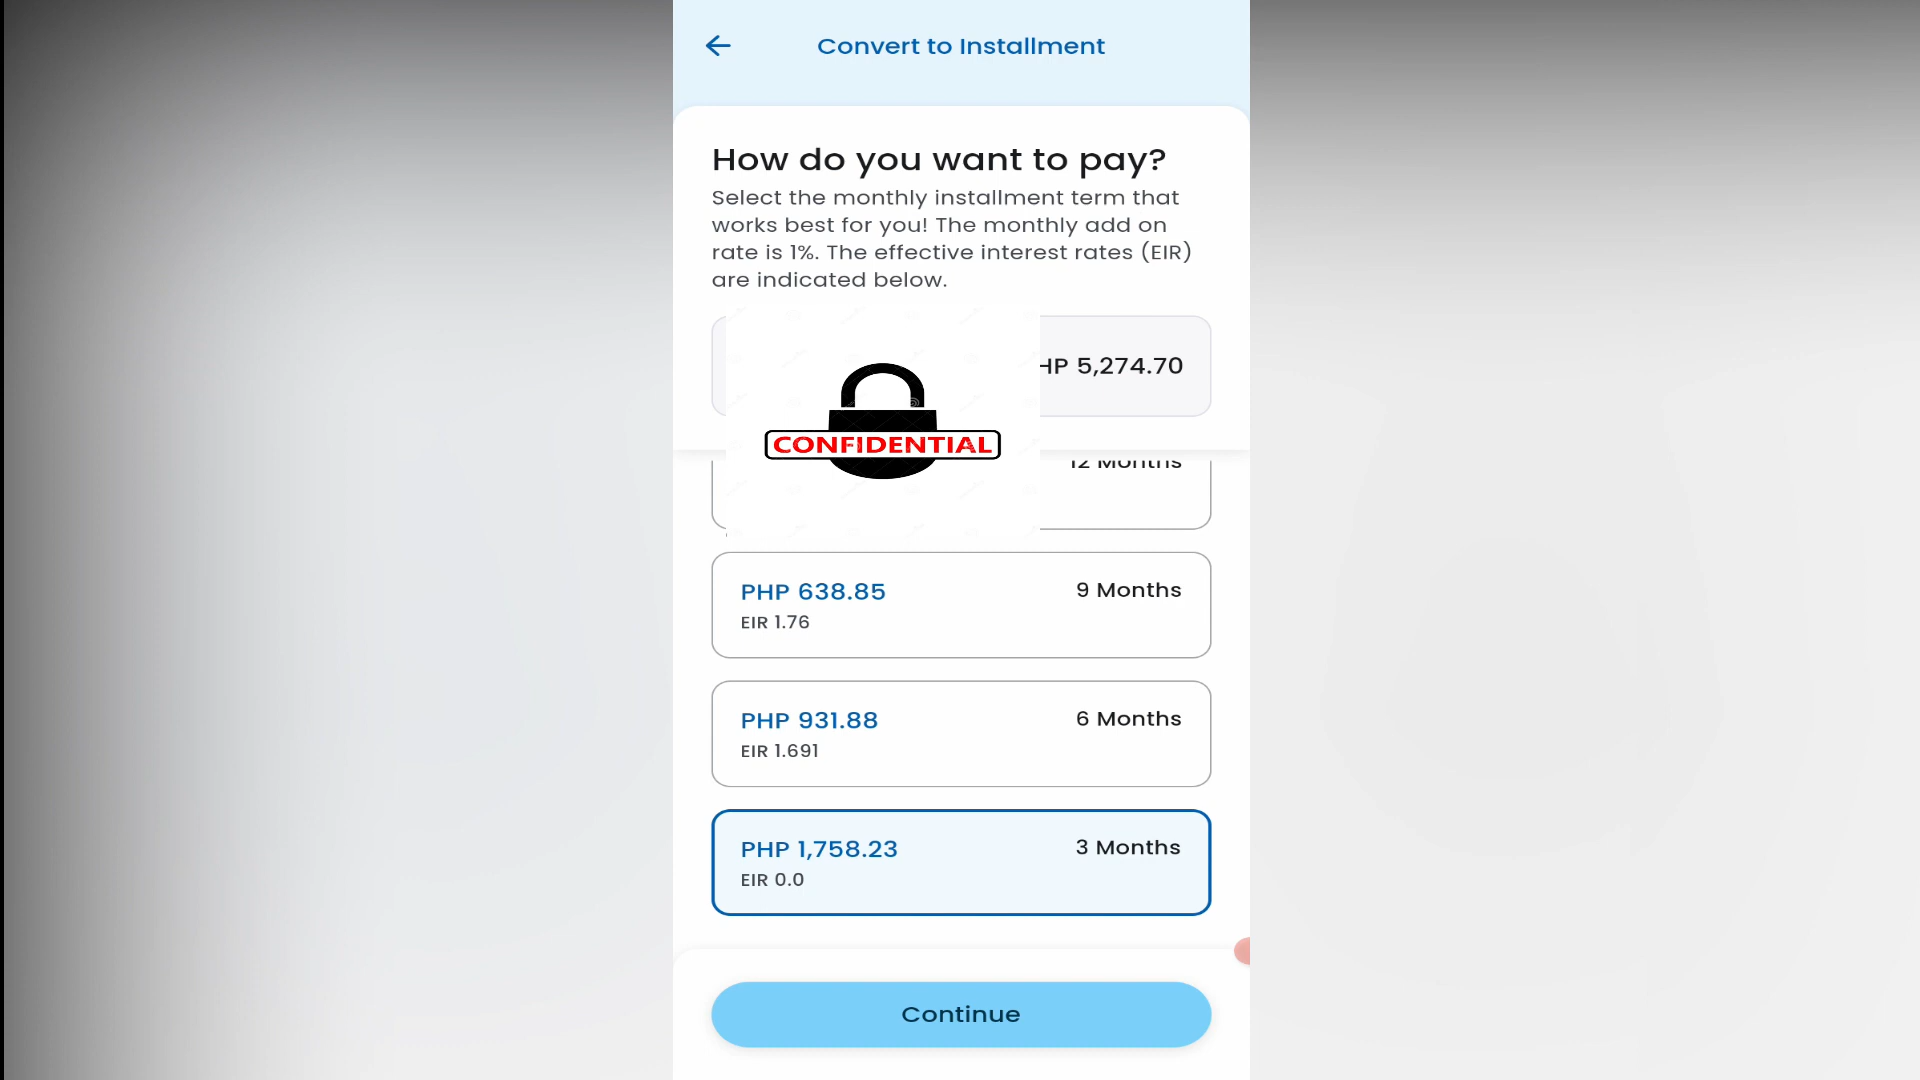 Convert to Installment
How do you want to pay?
Select the monthly installment term that
works best for you! The monthly add on
rate is 1%. The effective interest rates (EIR)
are indicated below.
HP 5,274.70
CONFIDENTIAL
12 Months
PHP 638.85
9 Months
EIR 1.76
PHP 931.88
6 Months
EIR 1.691
PHP 1,758.23
3 Months
EIR 0.0
Continue